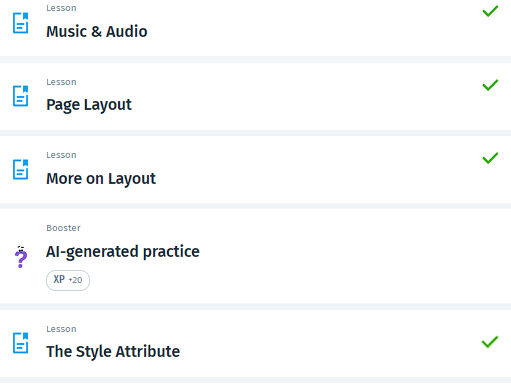 Lesson
Music & Audio
Lesson
Page Layout
Lesson
More on Layout
Booster
AI-generated practice
XP +20
Lesson
The Style Attribute